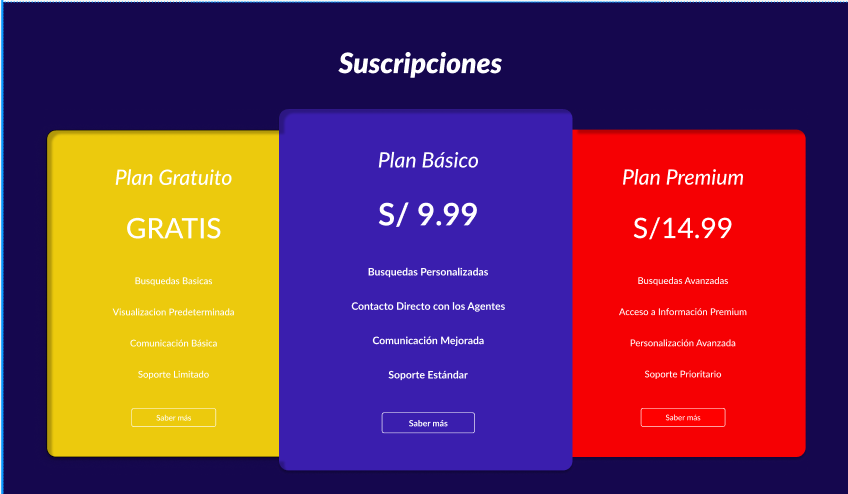 Suscripciones
Plan Gratuito
GRATIS
Busquedas Basicas
Visualizacion Predeterminada
Comunicación Básica
Soporte Limitado
Saber más
Plan Básico
S/ 9.99
Busquedas Personalizadas
Contacto Directo con los Agentes
Comunicación Mejorada
Soporte Estándar
Saber más
Plan Premium
S/14.99
Busquedas Avanzadas
Acceso a Información Premium
Personalización Avanzada
Soporte Prioritario
Saber más